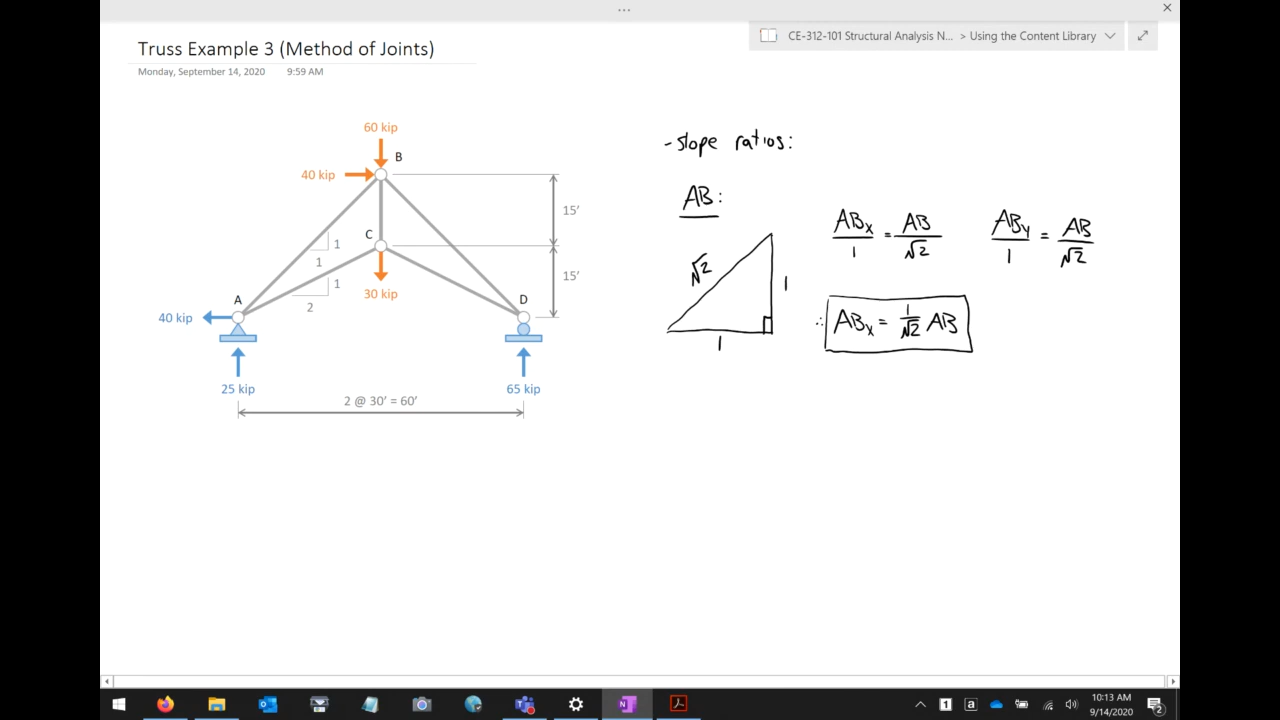 ...
CE-312-101 Structural Analysis N... > Using the Content Library
Truss Example 3 (Method of Joints)
Monday, September 14, 2020 9:59 AM
60 kip
B
40 kip
15'
C
1
1
1
2
30 kip
15'
A
D
40 kip
25 kip
65 kip
2 @ 30' = 60'
- slope ratios:
AB:
√2
1
1
ABx/1 = AB/√2
ABy/1 = AB/√2
∴ ABx = 1/√2 AB
10:13 AM
9/14/2020
1
a
2